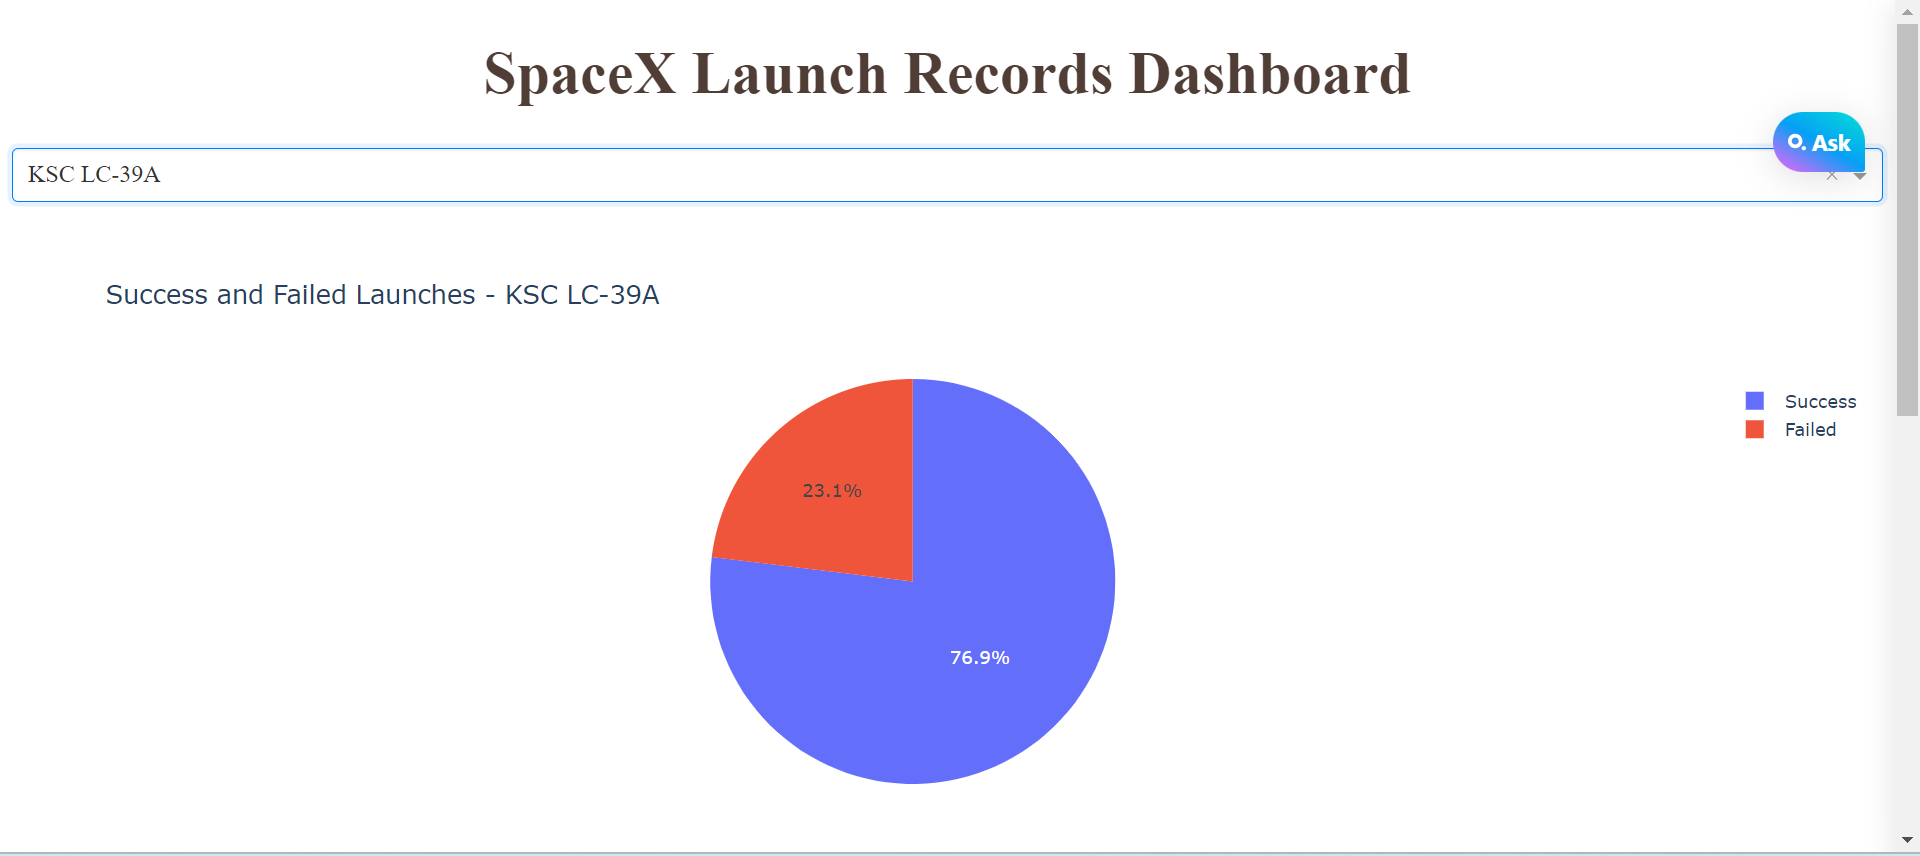 SpaceX Launch Records Dashboard
Ask
KSC LC-39A
Success and Failed Launches - KSC LC-39A
Success
Failed
23.1%
76.9%